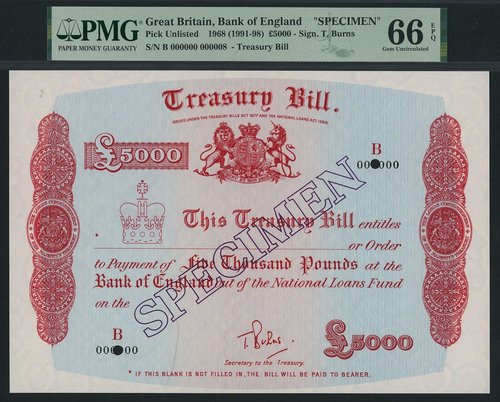 PMG
PAPER MONEY GUARANTY
Great Britain, Bank of England "SPECIMEN"
Pick Unlisted 1968 (1991-98) £5000 - Sign. T. Burns
S/N B 000000 000008 - Treasury Bill
66 EPQ
Gem Uncirculated
Treasury Bill.
ISSUED UNDER THE TREASURY BILLS ACT 1877 AND THE NATIONAL LOANS ACT 1968.
£5000
B
00 000
SPECIMEN
This Treasury Bill entitles
or Order
to Payment of Five Thousand Pounds at the
Bank of England out of the National Loans Fund
on the
B
00 00
T. Burns
£5000
Secretary to the Treasury.
* IF THIS BLANK IS NOT FILLED IN, THE BILL WILL BE PAID TO BEARER.